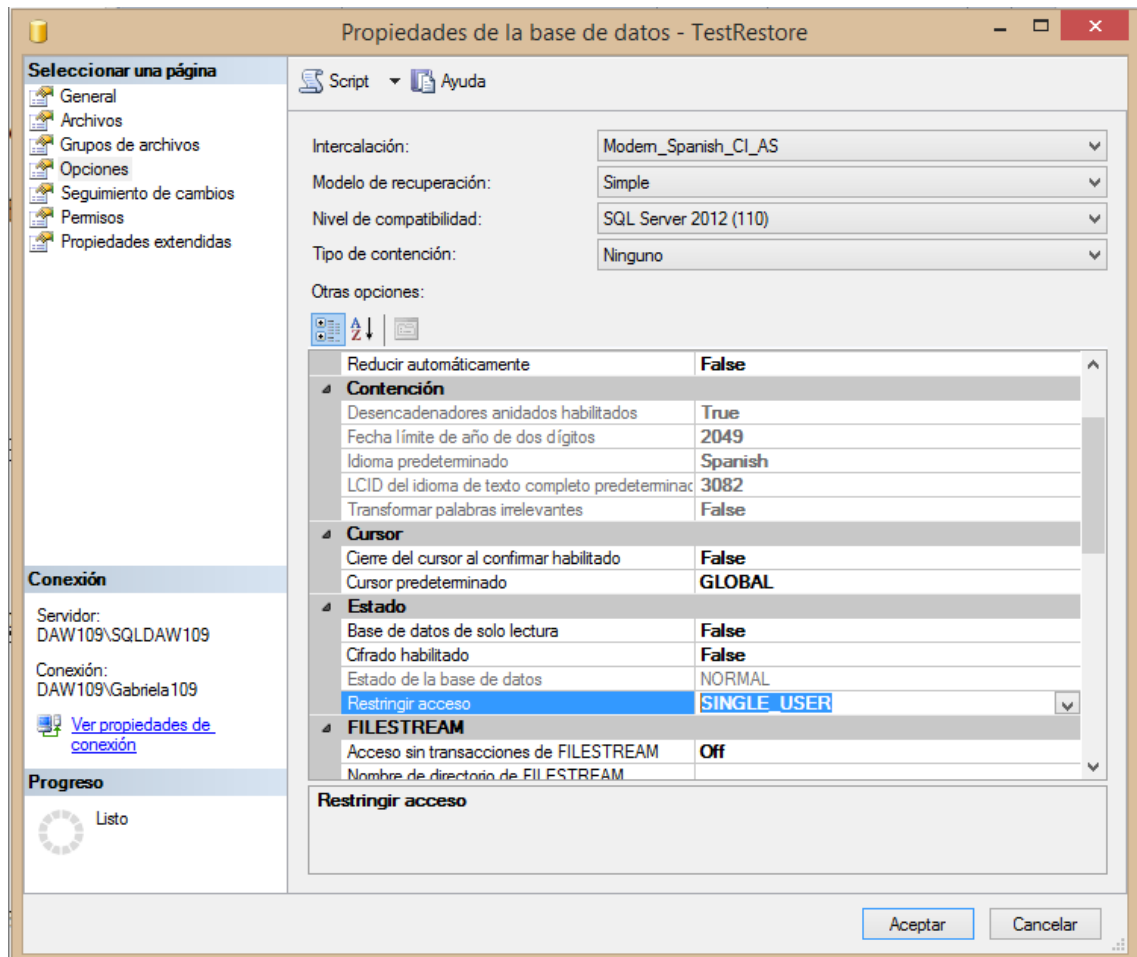 Propiedades de la base de datos - TestRestore
Seleccionar una página
General
Archivos
Grupos de archivos
Opciones
Seguimiento de cambios
Permisos
Propiedades extendidas
Conexión
Servidor:
DAW109\SQLDAW109
Conexión:
DAW109\Gabriela109
Ver propiedades de
conexión
Progreso
Listo
Script
Ayuda
Intercalación: Modern_Spanish_CI_AS
Modelo de recuperación: Simple
Nivel de compatibilidad: SQL Server 2012 (110)
Tipo de contención: Ninguno
Otras opciones:
Reducir automáticamente False
Contención
Desencadenadores anidados habilitados True
Fecha límite de año de dos dígitos 2049
Idioma predeterminado Spanish
LCID del idioma de texto completo predeterminac 3082
Transformar palabras irrelevantes False
Cursor
Cierre del cursor al confirmar habilitado False
Cursor predeterminado GLOBAL
Estado
Base de datos de solo lectura False
Cifrado habilitado False
Estado de la base de datos NORMAL
Restringir acceso SINGLE_USER
FILESTREAM
Acceso sin transacciones de FILESTREAM Off
Nombre de directorio de FILESTREAM
Restringir acceso
Aceptar Cancelar